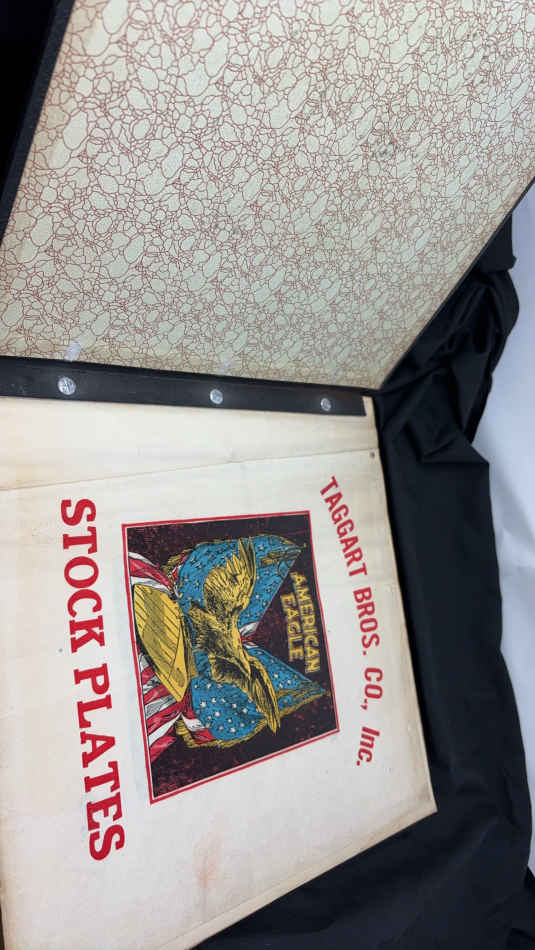 TAGGART BROS. CO., Inc.
AMERICAN
EAGLE
STOCK PLATES